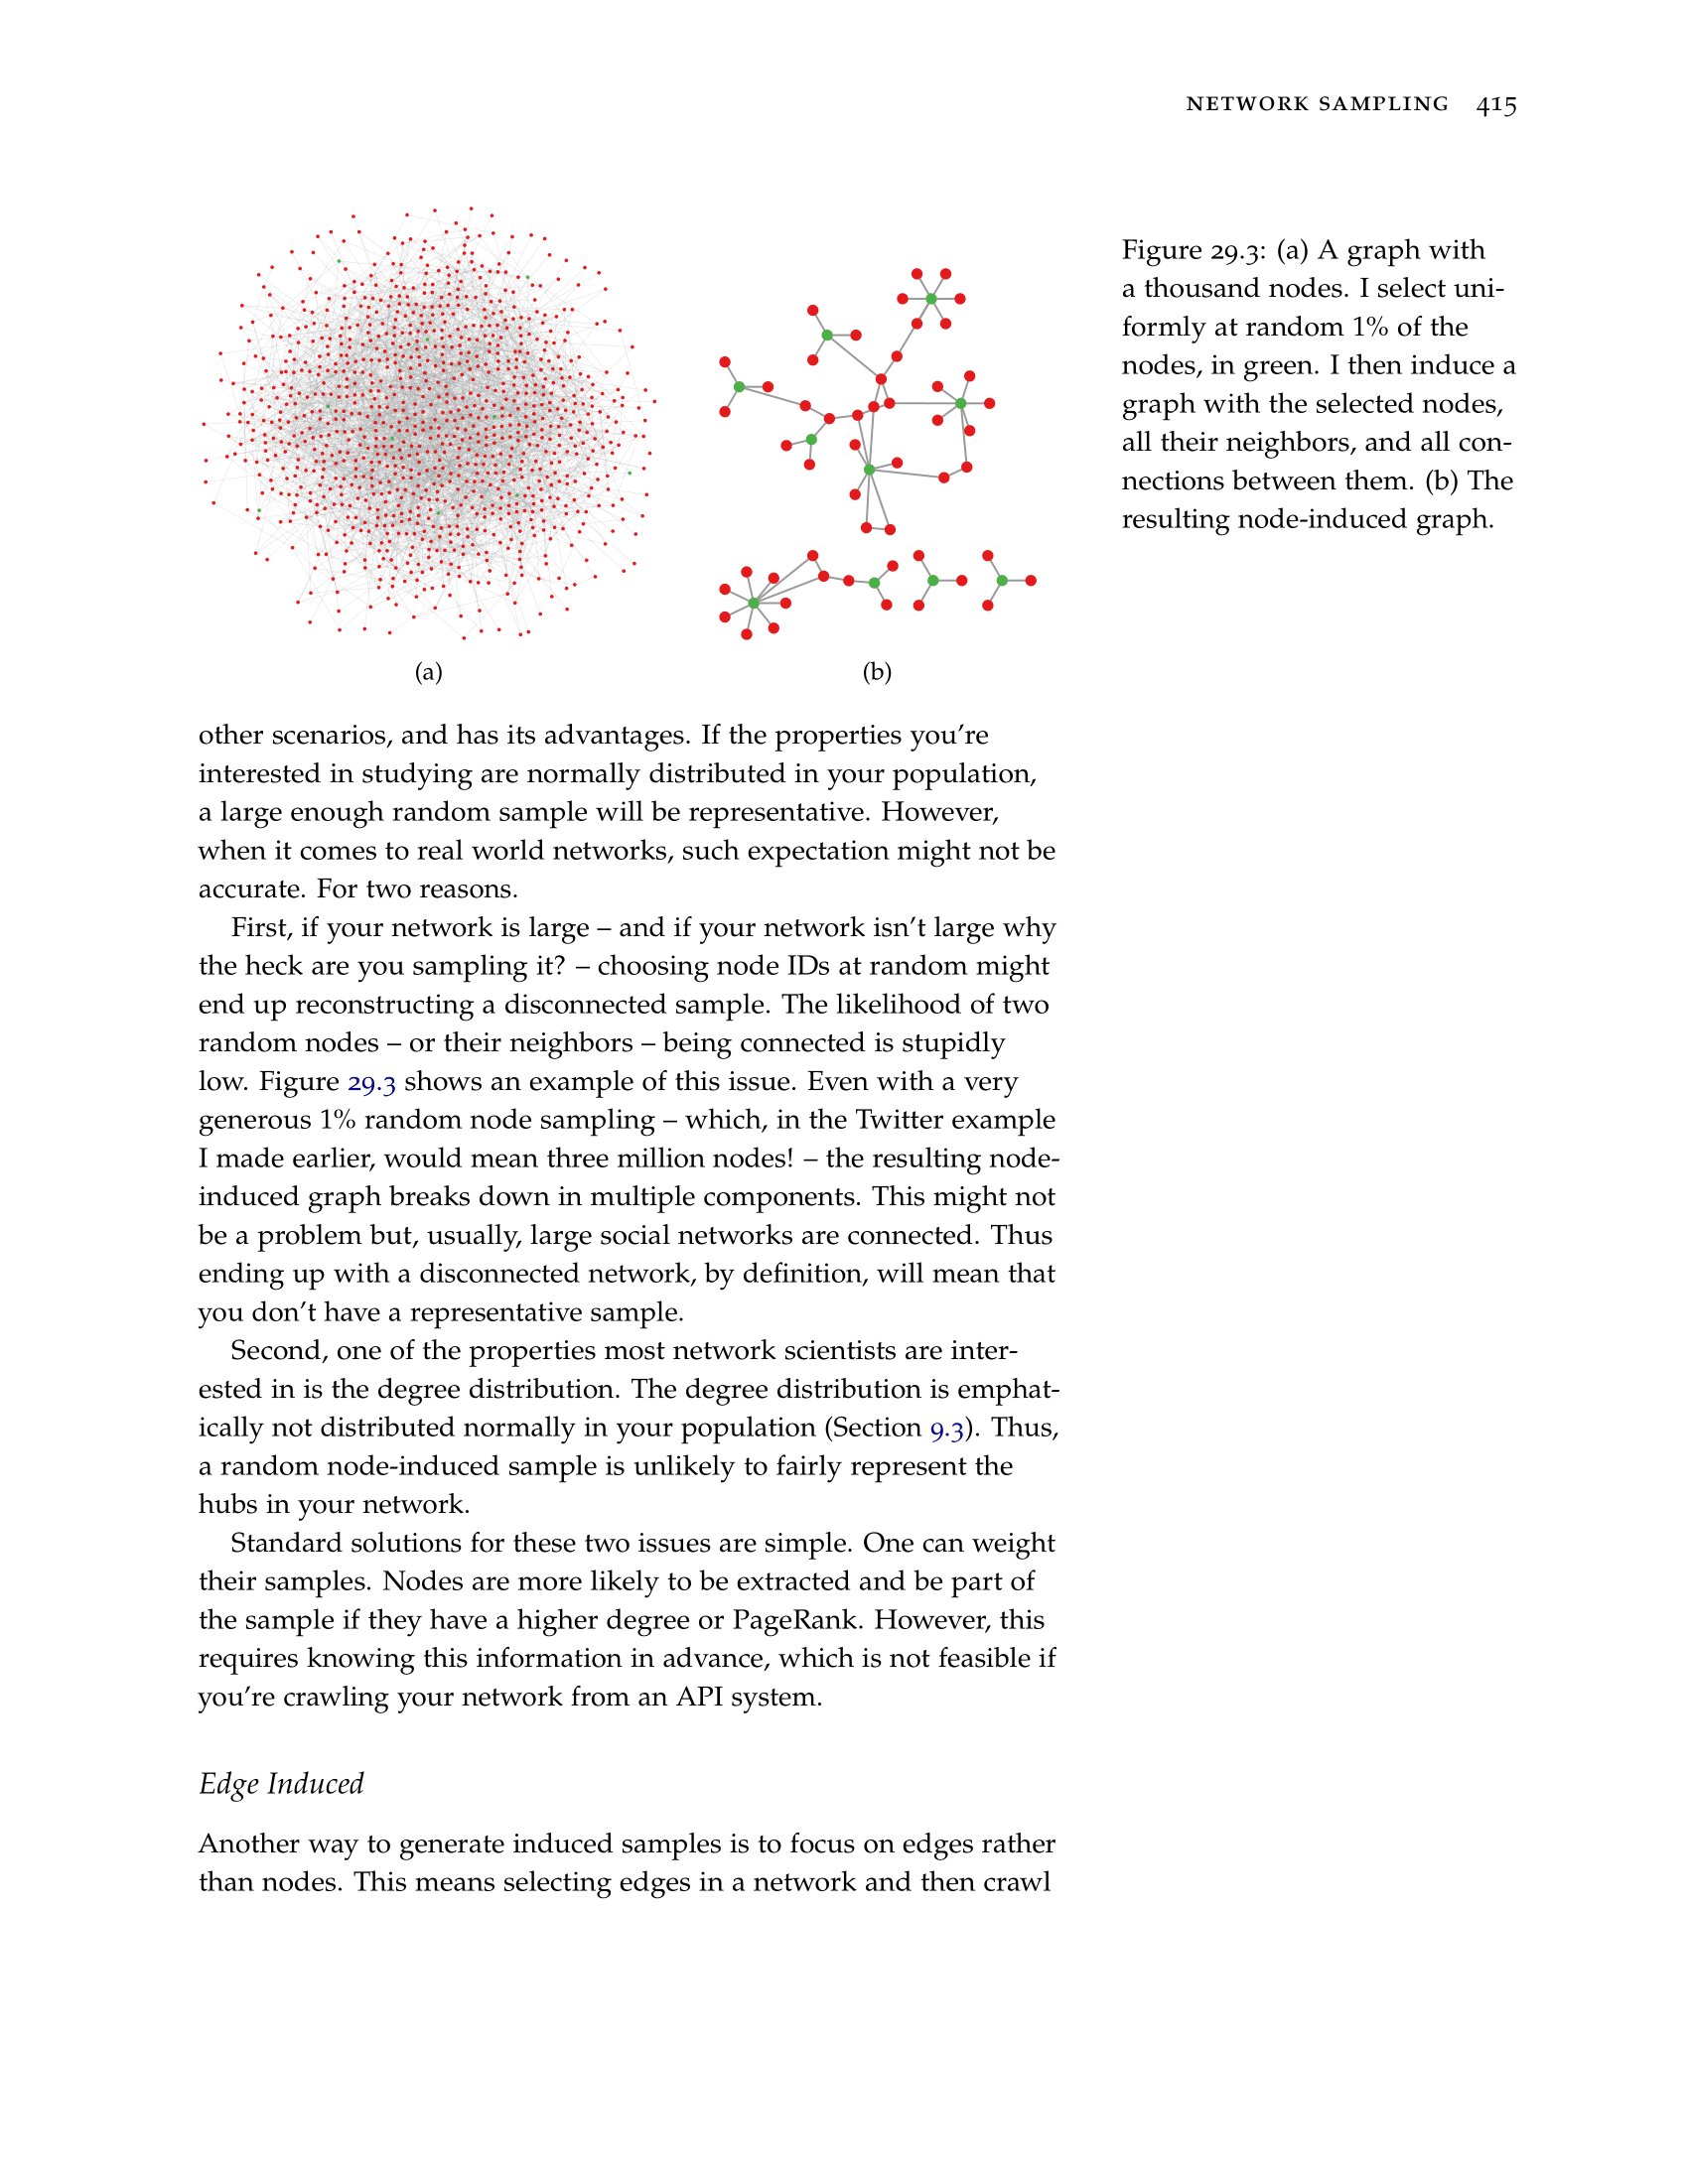 NETWORK SAMPLING 415
Figure 29.3: (a) A graph with
a thousand nodes. I select uni-
formly at random 1% of the
nodes, in green. I then induce a
graph with the selected nodes,
all their neighbors, and all con-
nections between them. (b) The
resulting node-induced graph.
(a)
(b)
other scenarios, and has its advantages. If the properties you're
interested in studying are normally distributed in your population,
a large enough random sample will be representative. However,
when it comes to real world networks, such expectation might not be
accurate. For two reasons.
First, if your network is large – and if your network isn't large why
the heck are you sampling it? – choosing node IDs at random might
end up reconstructing a disconnected sample. The likelihood of two
random nodes – or their neighbors – being connected is stupidly
low. Figure 29.3 shows an example of this issue. Even with a very
generous 1% random node sampling – which, in the Twitter example
I made earlier, would mean three million nodes! – the resulting node-
induced graph breaks down in multiple components. This might not
be a problem but, usually, large social networks are connected. Thus
ending up with a disconnected network, by definition, will mean that
you don't have a representative sample.
Second, one of the properties most network scientists are inter-
ested in is the degree distribution. The degree distribution is emphat-
ically not distributed normally in your population (Section 9.3). Thus,
a random node-induced sample is unlikely to fairly represent the
hubs in your network.
Standard solutions for these two issues are simple. One can weight
their samples. Nodes are more likely to be extracted and be part of
the sample if they have a higher degree or PageRank. However, this
requires knowing this information in advance, which is not feasible if
you're crawling your network from an API system.
Edge Induced
Another way to generate induced samples is to focus on edges rather
than nodes. This means selecting edges in a network and then crawl